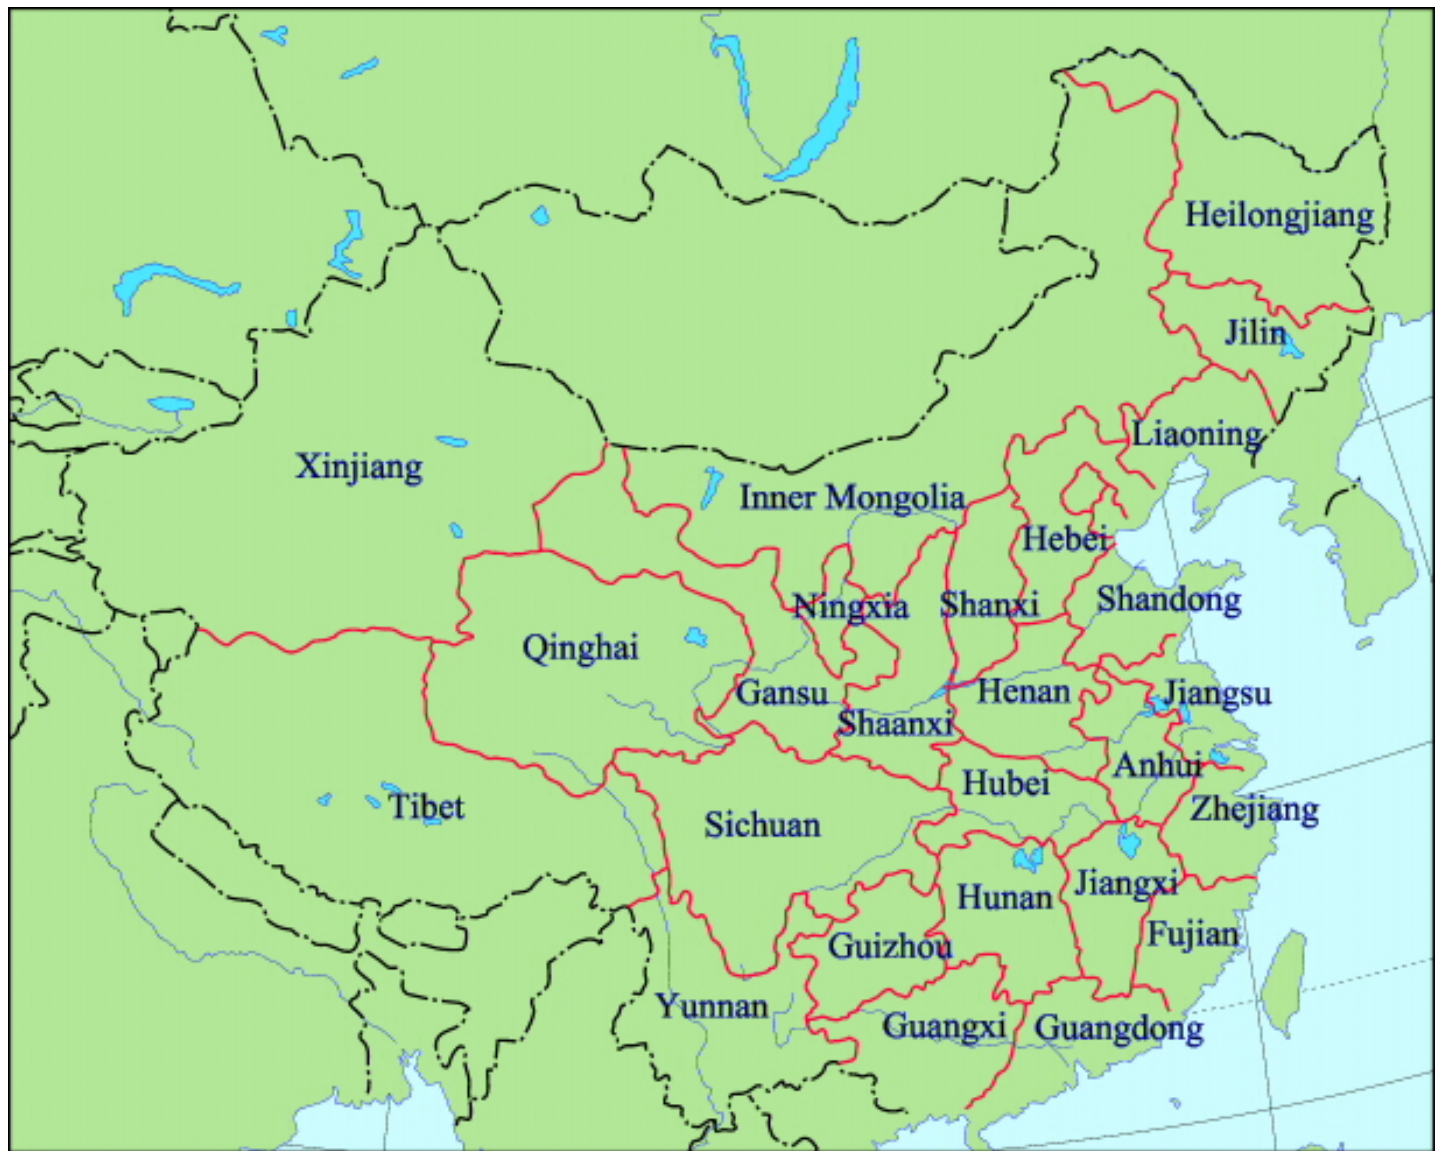 Heilongjiang
Jilin
Liaoning
Xinjiang
Inner Mongolia
Hebei
Ningxia
Shanxi
Shandong
Qinghai
Gansu
Henan
Jiangsu
Shaanxi
Anhui
Hubei
Tibet
Zhejiang
Sichuan
Jiangxi
Hunan
Fujian
Guizhou
Yunnan
Guangxi
Guangdong